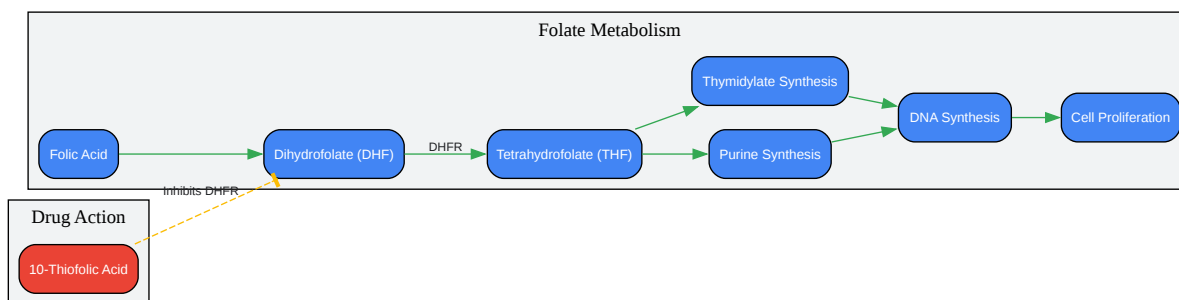 Folate Metabolism
Thymidylate Synthesis
DNA Synthesis
Cell Proliferation
Folic Acid
Dihydrofolate (DHF)
DHFR
Tetrahydrofolate (THF)
Purine Synthesis
Inhibits DHFR
Drug Action
10-Thiofolic Acid